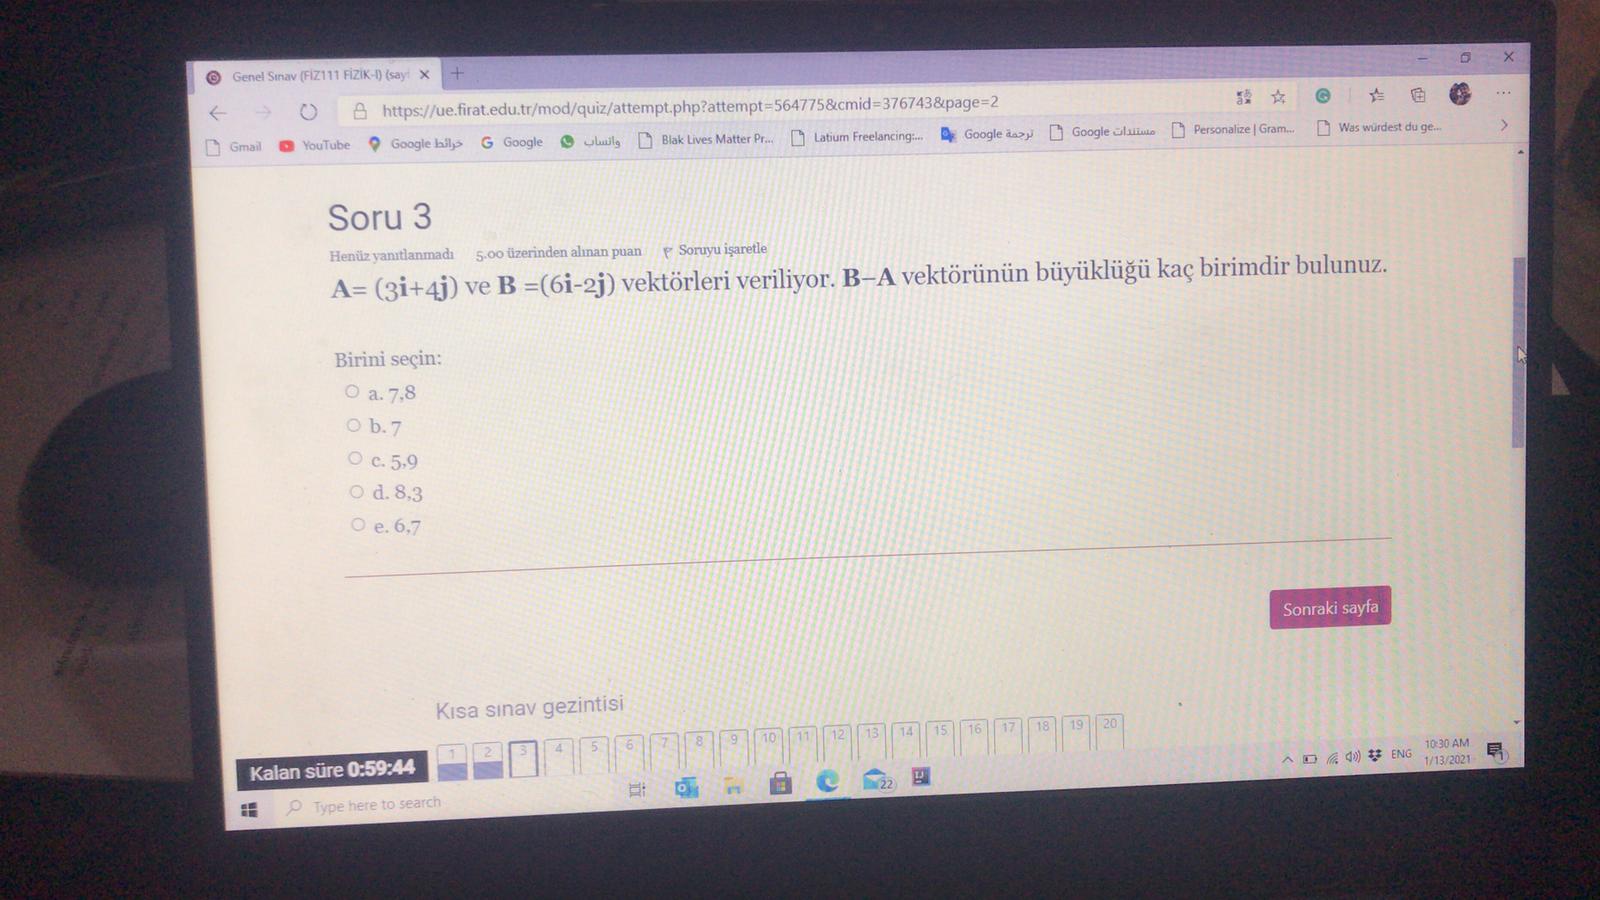 Genel Sınav (FİZ111 FİZİK-I) (sayı
https://ue.firat.edu.tr/mod/quiz/attempt.php?attempt=564775&cmid=376743&page=2
Gmail YouTube خرائط Google Google واتساب Blak Lives Matter Pr... Latium Freelancing:... ترجمة Google مستندات Google Personalize | Gram... Was würdest du ge...
Soru 3
Henüz yanıtlanmadı 5.00 üzerinden alınan puan Soruyu işaretle
A= (3i+4j) ve B =(6i-2j) vektörleri veriliyor. B–A vektörünün büyüklüğü kaç birimdir bulunuz.
Birini seçin:
a. 7,8
b. 7
c. 5,9
d. 8,3
e. 6,7
Sonraki sayfa
Kısa sınav gezintisi
1 2 3 4 5 6 7 8 9 10 11 12 13 14 15 16 17 18 19 20
Kalan süre 0:59:44
Type here to search
22
ENG
10:30 AM
1/13/2021
1